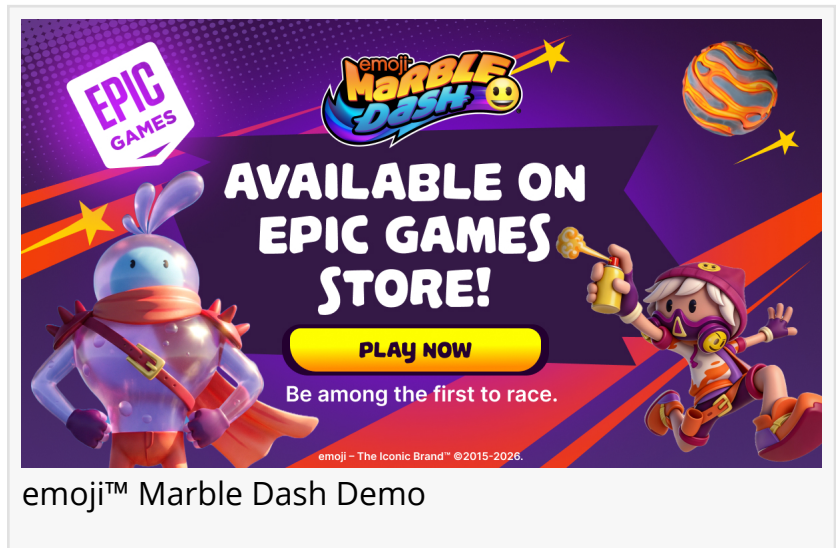 EPIC
GAMES
emoji
MARBLE
DASH
AVAILABLE ON
EPIC GAMES
STORE!
PLAY NOW
Be among the first to race.
emoji – The Iconic Brand™ ©2015-2026.
emoji™ Marble Dash Demo